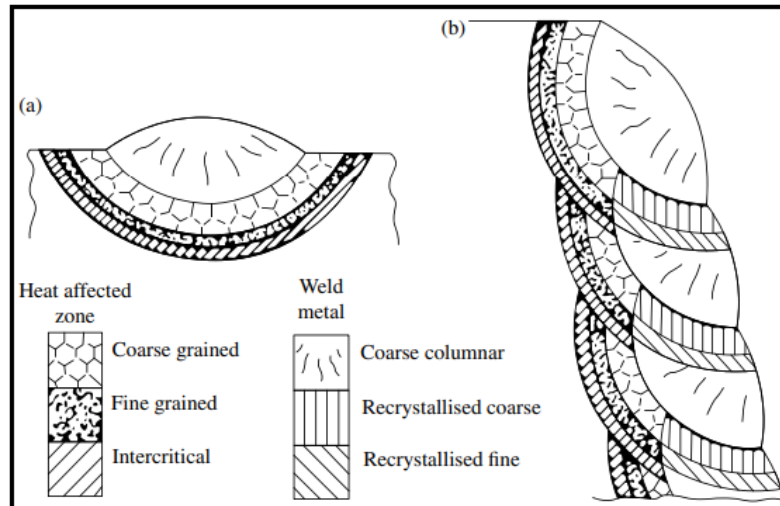 (a)
(b)
Heat affected
zone
Coarse grained
Fine grained
Intercritical
Weld
metal
Coarse columnar
Recrystallised coarse
Recrystallised fine